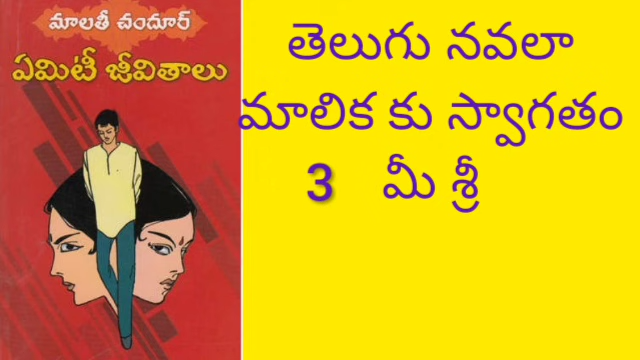 మాలతీ చందూర్
ఏమిటీ జీవితాలు
తెలుగు నవలా
మాలిక కు స్వాగతం
3 మీ శ్రీ